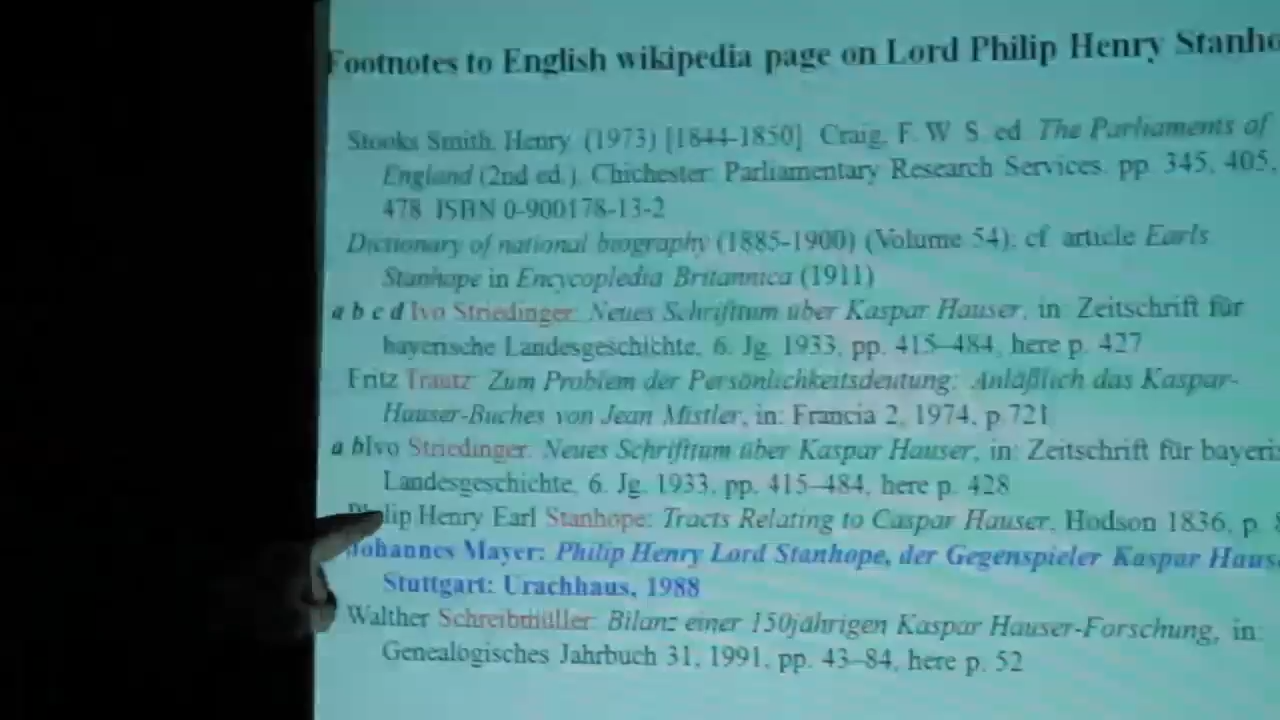 Footnotes to English wikipedia page on Lord Philip Henry Stanho
Stooks Smith, Henry. (1973) [1844-1850]. Craig, F. W. S. ed. The Parliaments of
England (2nd ed.). Chichester: Parliamentary Research Services. pp. 345, 405,
478. ISBN 0-900178-13-2
Dictionary of national biography (1885-1900) (Volume 54); cf. article Earls
Stanhope in Encycopledia Britannica (1911)
a b c d Ivo Striedinger: Neues Schrifttum über Kaspar Hauser, in: Zeitschrift für
bayerische Landesgeschichte, 6. Jg. 1933, pp. 415–484, here p. 427
Fritz Trautz: Zum Problem der Persönlichkeitsdeutung: Anläßlich das Kaspar-
Hauser-Buches von Jean Mistler, in: Francia 2, 1974, p.721
a bIvo Striedinger: Neues Schrifttum über Kaspar Hauser, in: Zeitschrift für bayeris
Landesgeschichte, 6. Jg. 1933, pp. 415–484, here p. 428
lip Henry Earl Stanhope: Tracts Relating to Caspar Hauser, Hodson 1836, p.
Johannes Mayer: Philip Henry Lord Stanhope, der Gegenspieler Kaspar Haus
Stuttgart: Urachhaus, 1988
Walther Schreibmüller: Bilanz einer 150jährigen Kaspar Hauser-Forschung, in:
Genealogisches Jahrbuch 31, 1991, pp. 43–84, here p. 52